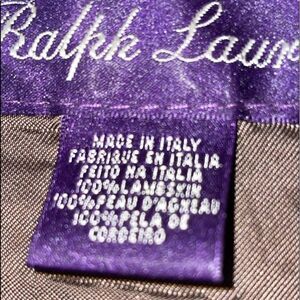 Ralph Laur
MADE IN ITALY
FABRIQUE EN ITALIA
FEITO NA ITALIA
100% LAMBSKIN
100% PEAU D'AGNEAU
100% PELA DE
CORDEIRO